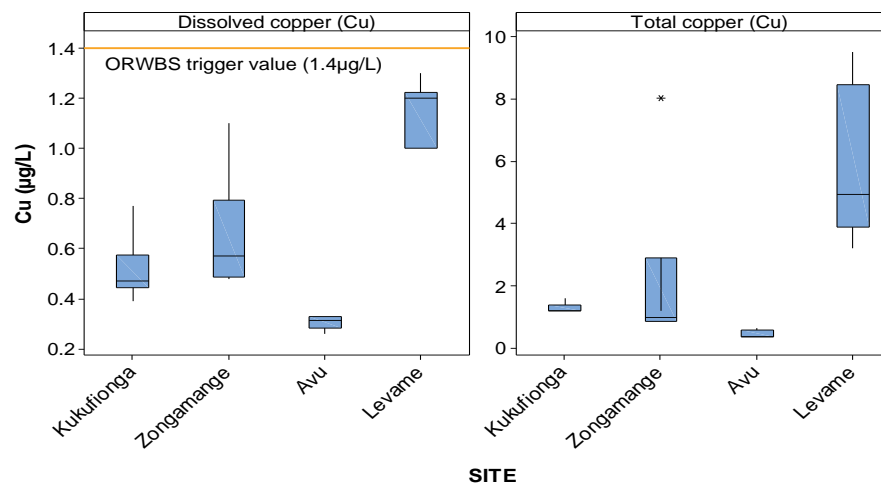 Dissolved copper (Cu)
Total copper (Cu)
1.4
1.2
1.0
0.8
0.6
0.4
0.2
ORWBS trigger value (1.4µg/L)
10
8
6
4
2
0
Cu (µg/L)
Kukufionga
Zongamange
Avu
Levame
Kukufionga
Zongamange
Avu
Levame
SITE